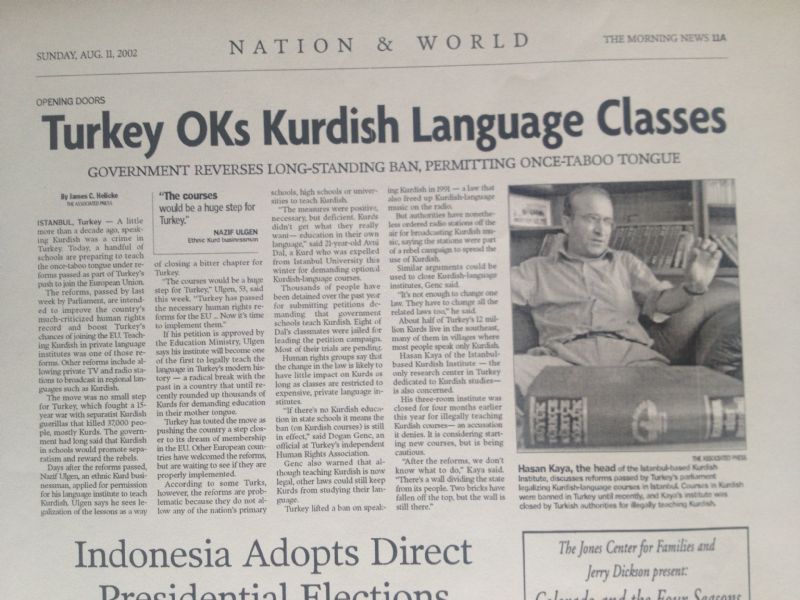 SUNDAY, AUG. 11, 2002
NATION & WORLD
THE MORNING NEWS 11A
OPENING DOORS
Turkey OKs Kurdish Language Classes
GOVERNMENT REVERSES LONG-STANDING BAN, PERMITTING ONCE-TABOO TONGUE
By James C. Helicke
THE ASSOCIATED PRESS
ISTANBUL, Turkey — A little
more than a decade ago, speak-
ing Kurdish was a crime in
Turkey. Today, a handful of
schools are preparing to teach
the once-taboo tongue under re-
forms passed as part of Turkey's
push to join the European Union.
The reforms, passed by last
week by Parliament, are intend-
ed to improve the country's
much-criticized human rights
record and boost Turkey's
chances of joining the EU. Teach-
ing Kurdish in private language
institutes was one of those re-
forms. Other reforms include al-
lowing private TV and radio sta-
tions to broadcast in regional lan-
guages such as Kurdish.
The move was no small step
for Turkey, which fought a 15-
year war with separatist Kurdish
guerillas that killed 37,000 peo-
ple, mostly Kurds. The govern-
ment had long said that Kurdish
in schools would promote sepa-
ratism and reward the rebels.
Days after the reforms passed,
Nazif Ulgen, an ethnic Kurd busi-
nessman, applied for permission
for his language institute to teach
Kurdish. Ulgen says he sees le-
galization of the lessons as a way
"The courses
would be a huge step for
Turkey."
NAZIF ULGEN
Ethnic Kurd businessman
of closing a bitter chapter for
Turkey.
"The courses would be a huge
step for Turkey," Ulgen, 53, said
this week. "Turkey has passed
the necessary human rights re-
forms for the EU ... Now it's time
to implement them."
If his petition is approved by
the Education Ministry, Ulgen
says his institute will become one
of the first to legally teach the
language in Turkey's modern his-
tory — a radical break with the
past in a country that until re-
cently rounded up thousands of
Kurds for demanding education
in their mother tongue.
Turkey has touted the move as
pushing the country a step clos-
er to its dream of membership
in the EU. Other European coun-
tries have welcomed the reforms,
but are waiting to see if they are
properly implemented.
According to some Turks,
however, the reforms are prob-
lematic because they do not al-
low any of the nation's primary
schools, high schools or univer-
sities to teach Kurdish.
"The measures were positive,
necessary, but deficient. Kurds
didn't get what they really
want— education in their own
language," said 21-year-old Avni
Dal, a Kurd who was expelled
from Istanbul University this
winter for demanding optional
Kurdish-language courses.
Thousands of people have
been detained over the past year
for submitting petitions de-
manding that government
schools teach Kurdish. Eight of
Dal's classmates were jailed for
leading the petition campaign.
Most of their trials are pending.
Human rights groups say that
the change in the law is likely to
have little impact on Kurds as
long as classes are restricted to
expensive, private language in-
stitutes.
"If there's no Kurdish educa-
tion in state schools it means the
ban (on Kurdish courses) is still
in effect," said Dogan Genc, an
official at Turkey's independent
Human Rights Association.
Genc also warned that al-
though teaching Kurdish is now
legal, other laws could still keep
Kurds from studying their lan-
guage.
Turkey lifted a ban on speak-
ing Kurdish in 1991 — a law that
also freed up Kurdish-language
music on the radio.
But authorities have nonethe-
less ordered radio stations off the
air for broadcasting Kurdish mu-
sic, saying the stations were part
of a rebel campaign to spread the
use of Kurdish.
Similar arguments could be
used to close Kurdish-language
institutes, Genc said.
"It's not enough to change one
law. They have to change all the
related laws too," he said.
About half of Turkey's 12 mil-
lion Kurds live in the southeast,
many of them in villages where
most people speak only Kurdish.
Hasan Kaya of the Istanbul-
based Kurdish Institute — the
only research center in Turkey
dedicated to Kurdish studies—
is also concerned.
His three-room institute was
closed for four months earlier
this year for illegally teaching
Kurdish courses — an accusation
it denies. It is considering start-
ing new courses, but is being
cautious.
"After the reforms, we don't
know what to do," Kaya said.
"There's a wall dividing the state
from its people. Two bricks have
fallen off the top, but the wall is
still there."
THE ASSOCIATED PRESS
Hasan Kaya, the head of the Istanbul-based Kurdish
Institute, discusses reforms passed by Turkey's parliament
legalizing Kurdish-language courses in Istanbul. Courses in Kurdish
were banned in Turkey until recently, and Kaya's institute was
closed by Turkish authorities for illegally teaching Kurdish.
Indonesia Adopts Direct
Presidential Elections
The Jones Center for Families and
Jerry Dickson present:
Colorado and the Four Seasons